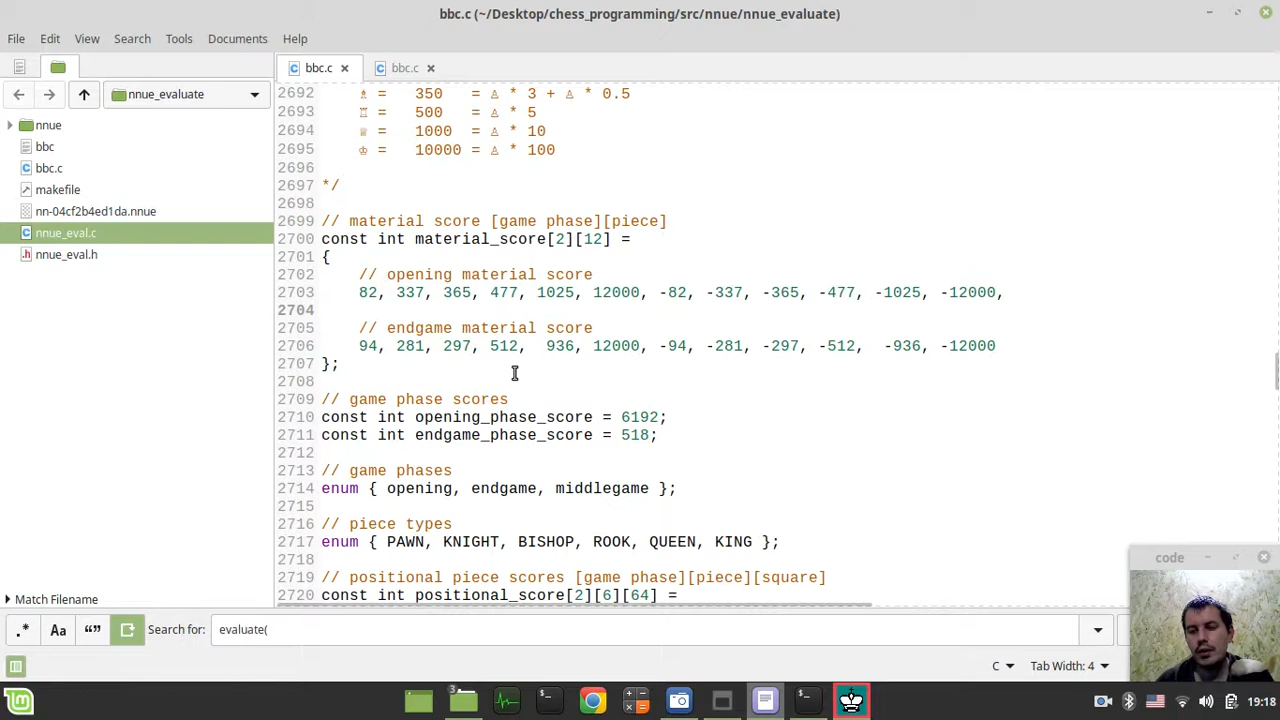 bbc.c (~/Desktop/chess_programming/src/nnue/nnue_evaluate)
File Edit View Search Tools Documents Help
bbc.c
bbc.c
nnue_evaluate
nnue
bbc
bbc.c
makefile
nn-04cf2b4ed1da.nnue
nnue_eval.c
nnue_eval.h
Match Filename
2692 ♗ = 350 = ♙ * 3 + ♙ * 0.5
2693 ♖ = 500 = ♙ * 5
2694 ♕ = 1000 = ♙ * 10
2695 ♔ = 10000 = ♙ * 100
2696
2697 */
2698
2699 // material score [game phase][piece]
2700 const int material_score[2][12] =
2701 {
2702 // opening material score
2703 82, 337, 365, 477, 1025, 12000, -82, -337, -365, -477, -1025, -12000,
2704
2705 // endgame material score
2706 94, 281, 297, 512, 936, 12000, -94, -281, -297, -512, -936, -12000
2707 };
2708
2709 // game phase scores
2710 const int opening_phase_score = 6192;
2711 const int endgame_phase_score = 518;
2712
2713 // game phases
2714 enum { opening, endgame, middlegame };
2715
2716 // piece types
2717 enum { PAWN, KNIGHT, BISHOP, ROOK, QUEEN, KING };
2718
2719 // positional piece scores [game phase][piece][square]
2720 const int positional_score[2][6][64] =
code
.* Aa “” Search for: evaluate(
C Tab Width: 4
3
19:18